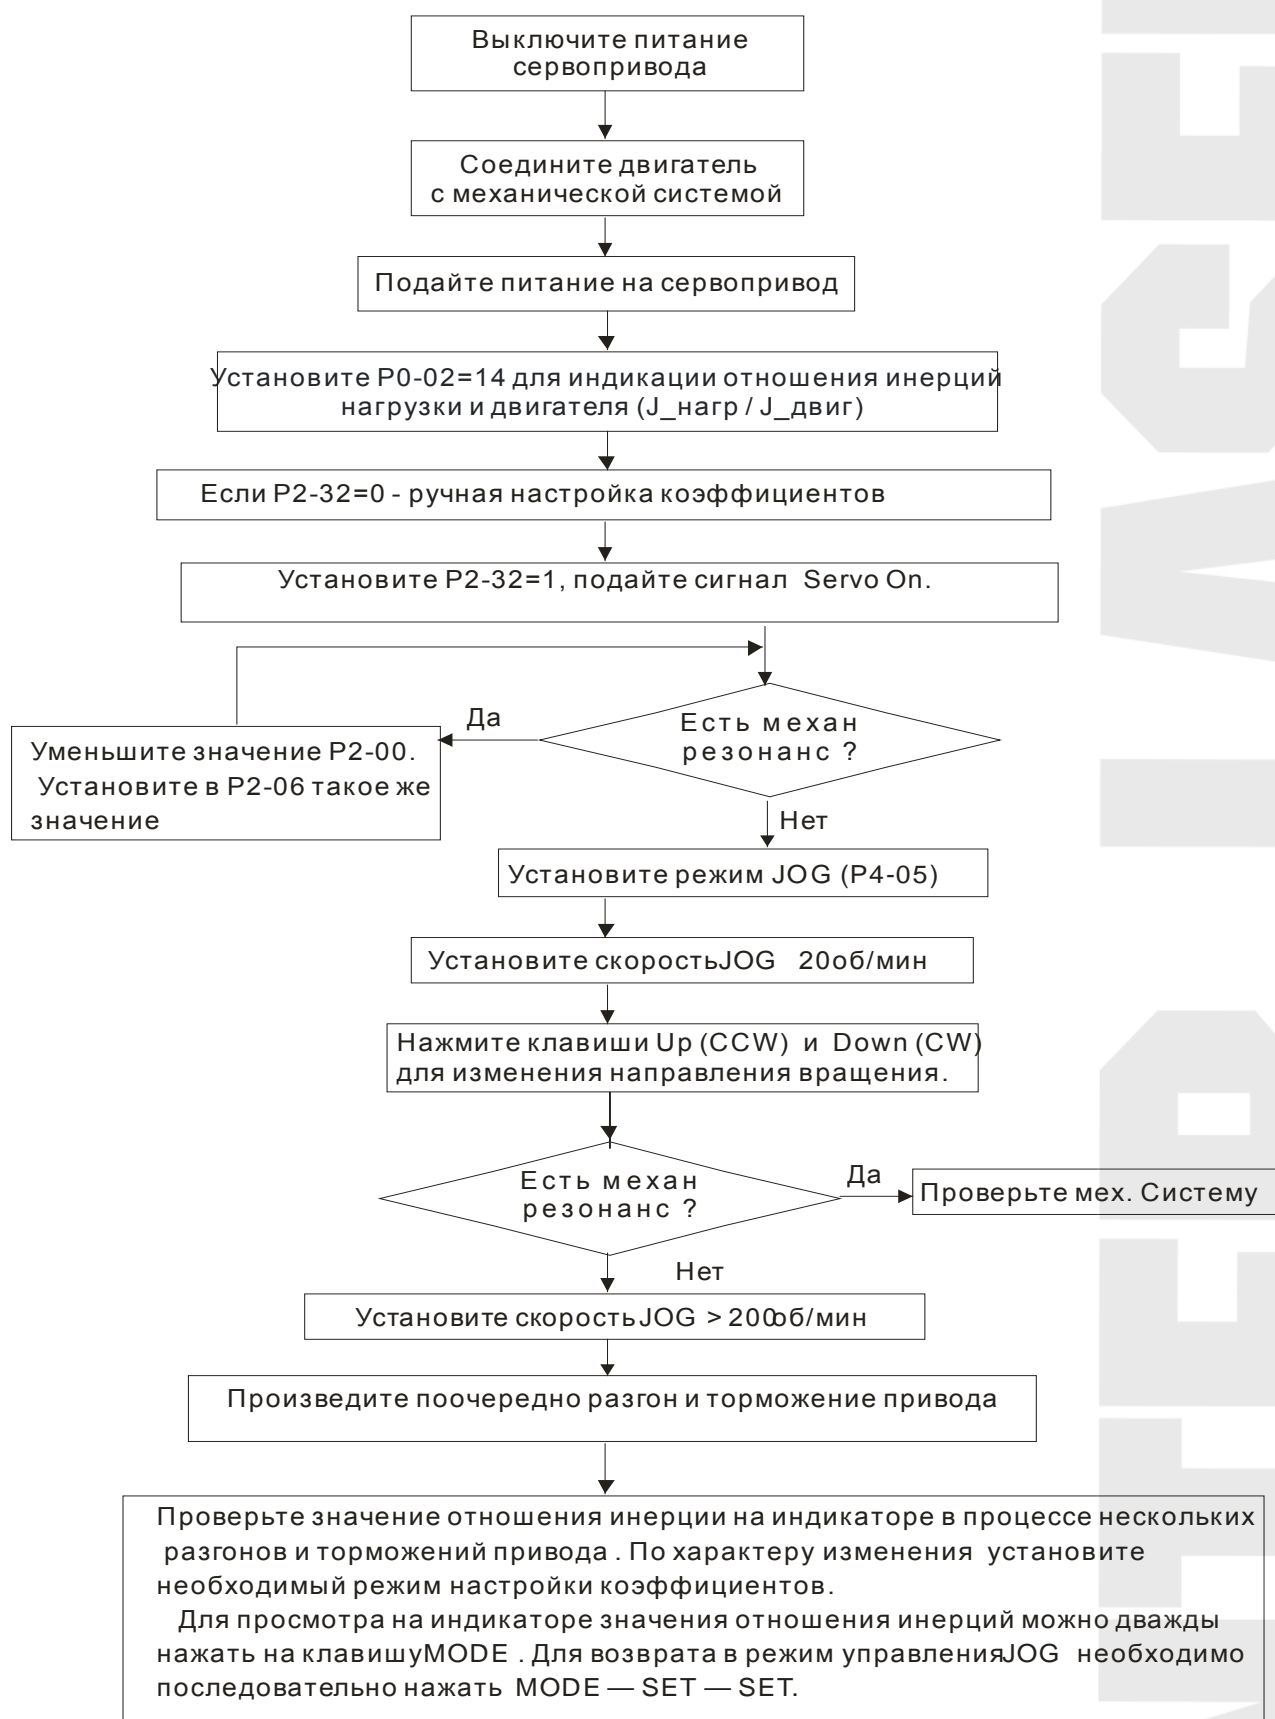 Выключите питание
сервопривода
Соедините двигатель
с механической системой
Подайте питание на сервопривод
Установите P0-02=14 для индикации отношения инерций
нагрузки и двигателя (J_нагр / J_двиг)
Если P2-32=0 - ручная настройка коэффициентов
Установите P2-32=1, подайте сигнал Servo On.
Есть механ
резонанс ?
Да
Уменьшите значение P2-00.
Установите в P2-06 такое же
значение
Нет
Установите режим JOG (P4-05)
Установите скорость JOG 20об/мин
Нажмите клавиши Up (CCW) и Down (CW)
для изменения направления вращения.
Есть механ
резонанс ?
Да
Проверьте мех. Систему
Нет
Установите скорость JOG > 200об/мин
Произведите поочередно разгон и торможение привода
Проверьте значение отношения инерции на индикаторе в процессе нескольких
разгонов и торможений привода . По характеру изменения установите
необходимый режим настройки коэффициентов.
Для просмотра на индикаторе значения отношения инерций можно дважды
нажать на клавишу MODE . Для возврата в режим управления JOG необходимо
последовательно нажать MODE — SET — SET.